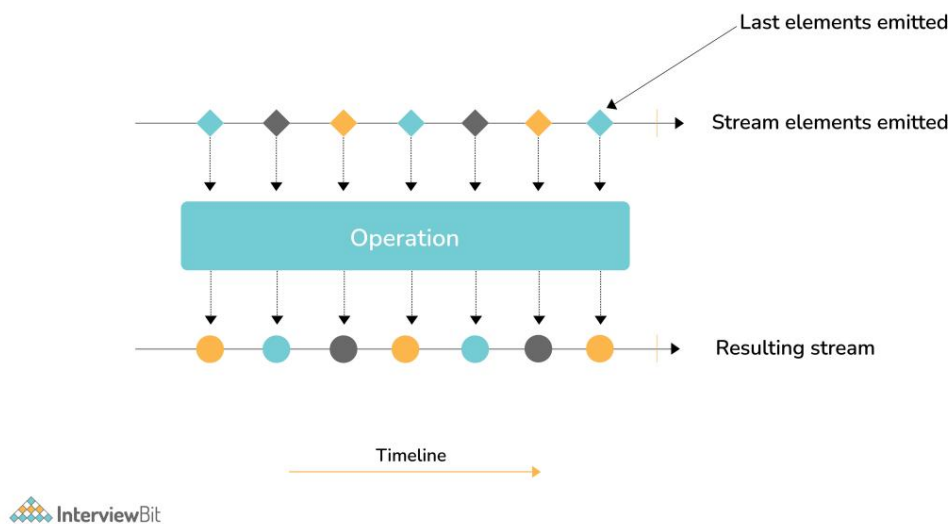 Last elements emitted
Stream elements emitted
Operation
Resulting stream
Timeline
InterviewBit